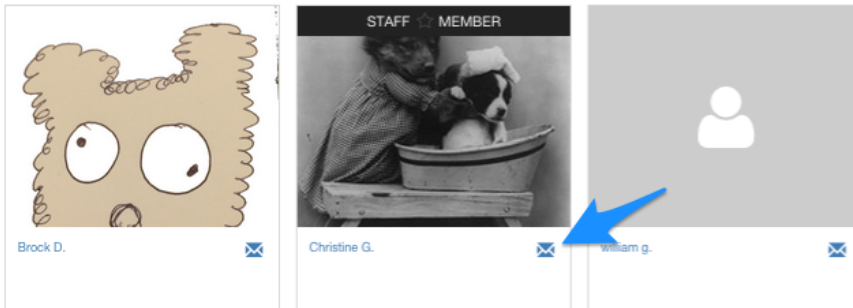 STAFF ☆ MEMBER
Brock D.
Christine G.
william g.